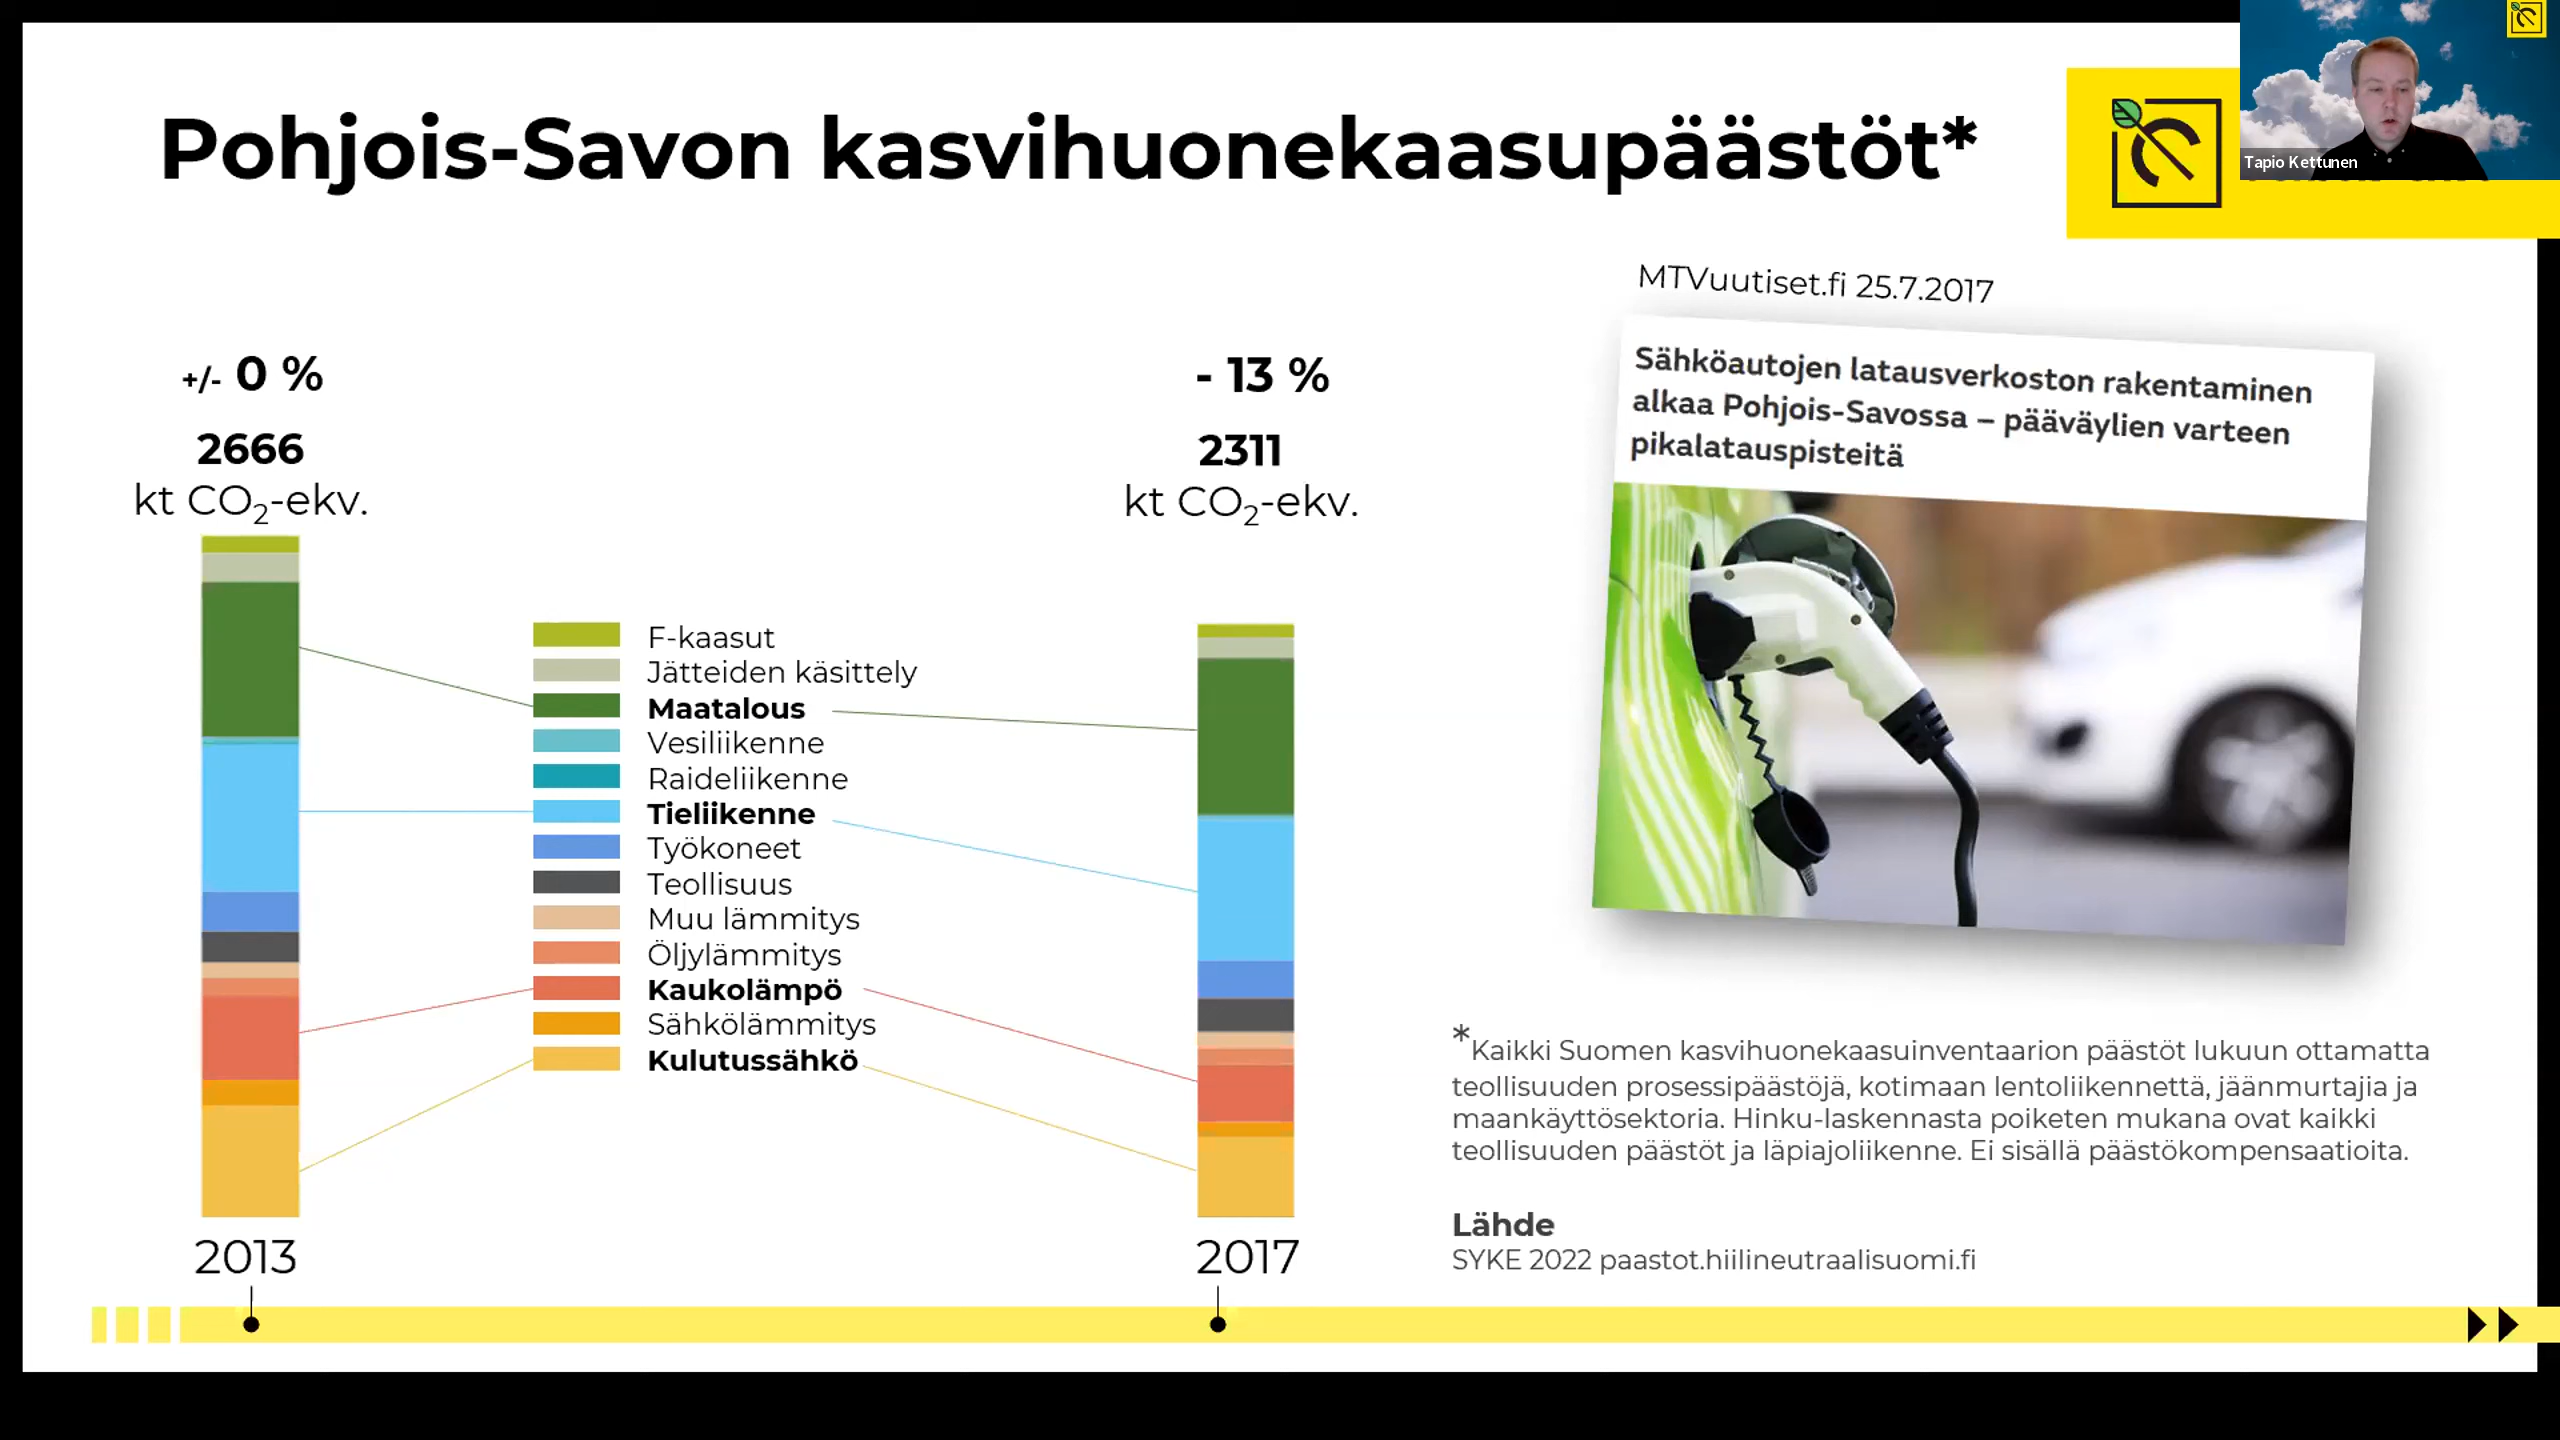 Pohjois-Savon kasvihuonekaasupäästöt*
Tapio Kettunen
MTVuutiset.fi 25.7.2017
Sähköautojen latausverkoston rakentaminen
alkaa Pohjois-Savossa – pääväylien varteen
pikalatauspisteitä
+/- 0 %
2666
kt CO₂-ekv.
- 13 %
2311
kt CO₂-ekv.
F-kaasut
Jätteiden käsittely
Maatalous
Vesiliikenne
Raideliikenne
Tieliikenne
Työkoneet
Teollisuus
Muu lämmitys
Öljylämmitys
Kaukolämpö
Sähkölämmitys
Kulutussähkö
2013
2017
*Kaikki Suomen kasvihuonekaasuinventaarion päästöt lukuun ottamatta
teollisuuden prosessipäästöjä, kotimaan lentoliikennettä, jäänmurtajia ja
maankäyttösektoria. Hinku-laskennasta poiketen mukana ovat kaikki
teollisuuden päästöt ja läpiajoliikenne. Ei sisällä päästökompensaatioita.
Lähde
SYKE 2022 paastot.hiilineutraalisuomi.fi